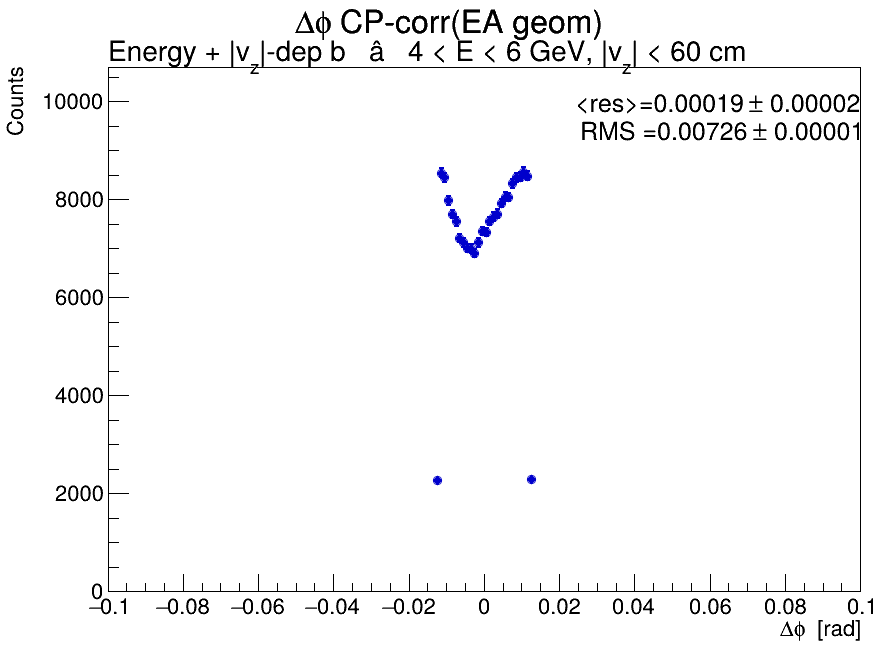 Δϕ CP-corr(EA geom)
Energy + |v_z|-dep b â 4 < E < 6 GeV, |v_z| < 60 cm
<res>=0.00019 ± 0.00002
RMS =0.00726 ± 0.00001
Counts
10000
8000
6000
4000
2000
0
−0.1 −0.08 −0.06 −0.04 −0.02 0 0.02 0.04 0.06 0.08 0.1
Δϕ [rad]